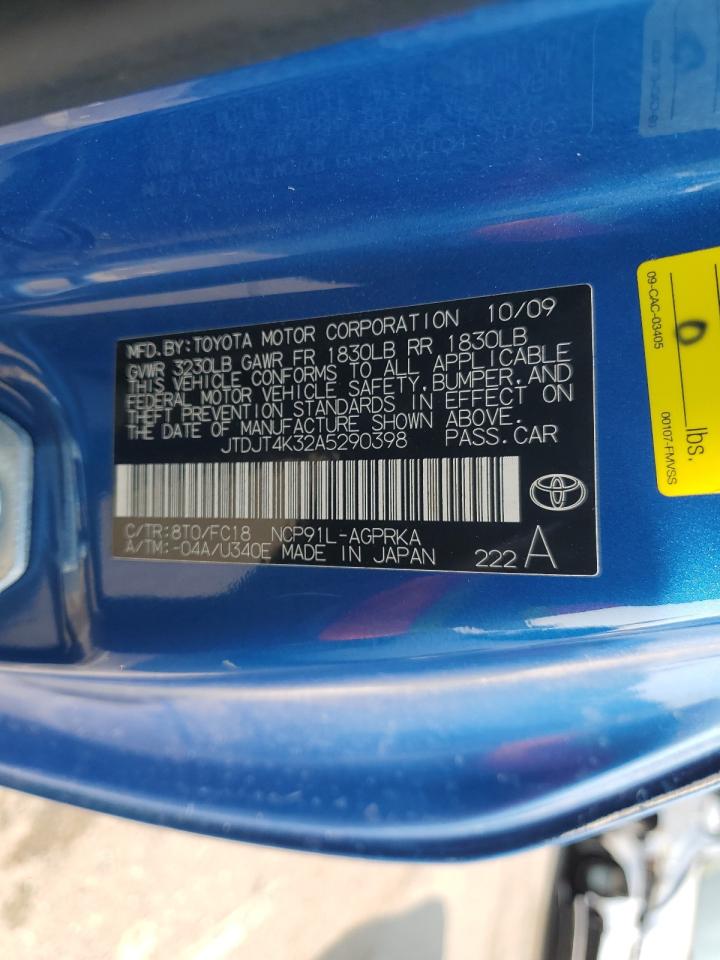 MFD. BY: TOYOTA MOTOR CORPORATION 10/09
GVWR 3230LB GAWR FR 1830LB RR 1830LB
THIS VEHICLE CONFORMS TO ALL APPLICABLE
FEDERAL MOTOR VEHICLE SAFETY, BUMPER, AND
THEFT PREVENTION STANDARDS IN EFFECT ON
THE DATE OF MANUFACTURE SHOWN ABOVE.
JTDJT4K32A5290398 PASS. CAR
C/TR: 8T0/FC18 NCP91L-AGPRKA
A/TM: -04A/U340E MADE IN JAPAN 222 A
09-CAC-03405
0 lbs.
00107-FMVSS